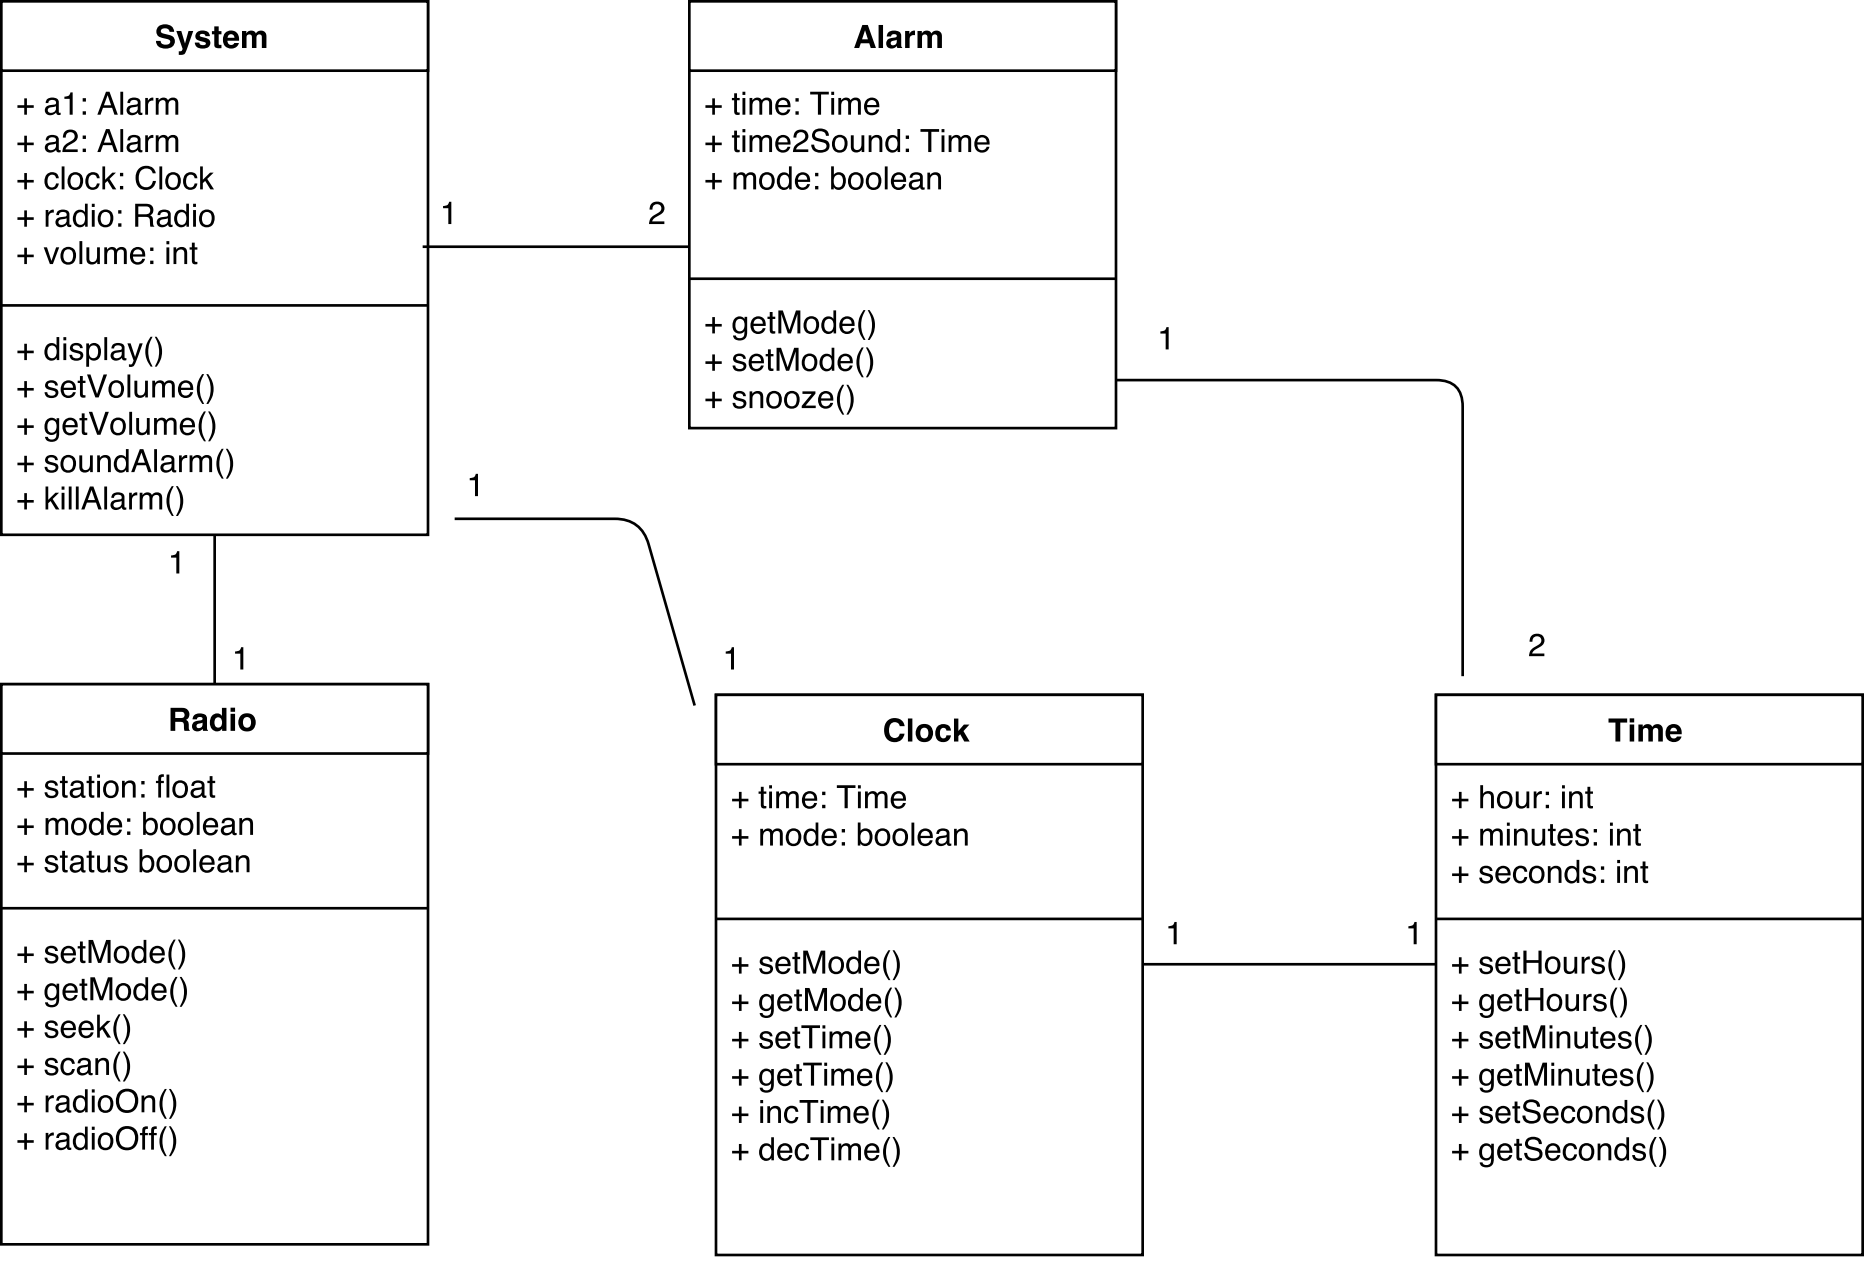 System
+ a1: Alarm
+ a2: Alarm
+ clock: Clock
+ radio: Radio
+ volume: int
+ display()
+ setVolume()
+ getVolume()
+ soundAlarm()
+ killAlarm()
1
2
Alarm
+ time: Time
+ time2Sound: Time
+ mode: boolean
+ getMode()
+ setMode()
+ snooze()
1
2
1
1
1
1
Radio
+ station: float
+ mode: boolean
+ status boolean
+ setMode()
+ getMode()
+ seek()
+ scan()
+ radioOn()
+ radioOff()
Clock
+ time: Time
+ mode: boolean
+ setMode()
+ getMode()
+ setTime()
+ getTime()
+ incTime()
+ decTime()
1
1
Time
+ hour: int
+ minutes: int
+ seconds: int
+ setHours()
+ getHours()
+ setMinutes()
+ getMinutes()
+ setSeconds()
+ getSeconds()